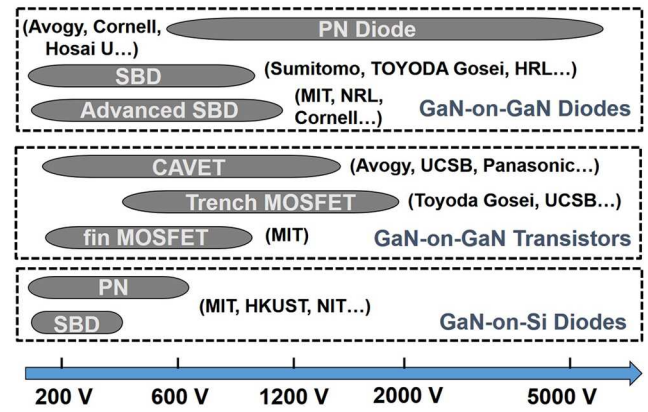 (Avogy, Cornell,
Hosai U…)
PN Diode
SBD
(Sumitomo, TOYODA Gosei, HRL…)
Advanced SBD
(MIT, NRL,
Cornell…)
GaN-on-GaN Diodes
CAVET
(Avogy, UCSB, Panasonic…)
Trench MOSFET
(Toyoda Gosei, UCSB…)
fin MOSFET
(MIT)
GaN-on-GaN Transistors
PN
(MIT, HKUST, NIT…)
SBD
GaN-on-Si Diodes
200 V
600 V
1200 V
2000 V
5000 V